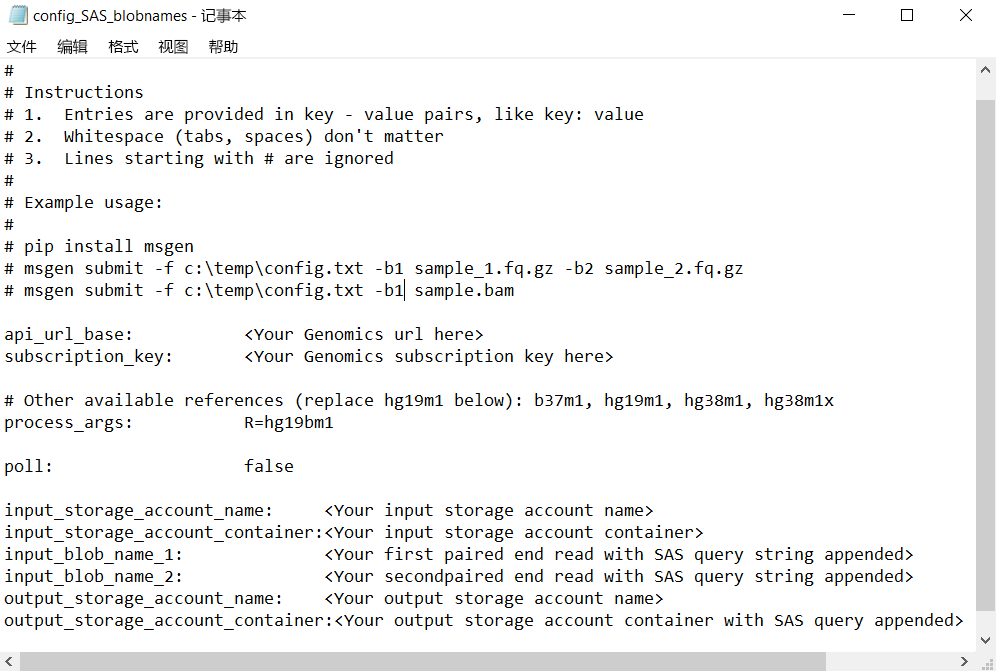 config_SAS_blobnames - 记事本
文件 编辑 格式 视图 帮助
#
# Instructions
# 1.  Entries are provided in key - value pairs, like key: value
# 2.  Whitespace (tabs, spaces) don't matter
# 3.  Lines starting with # are ignored
#
# Example usage:
#
# pip install msgen
# msgen submit -f c:\temp\config.txt -b1 sample_1.fq.gz -b2 sample_2.fq.gz
# msgen submit -f c:\temp\config.txt -b1 sample.bam
api_url_base:           <Your Genomics url here>
subscription_key:       <Your Genomics subscription key here>
# Other available references (replace hg19m1 below): b37m1, hg19m1, hg38m1, hg38m1x
process_args:           R=hg19bm1
poll:                   false
input_storage_account_name:     <Your input storage account name>
input_storage_account_container:<Your input storage account container>
input_blob_name_1:              <Your first paired end read with SAS query string appended>
input_blob_name_2:              <Your secondpaired end read with SAS query string appended>
output_storage_account_name:    <Your output storage account name>
output_storage_account_container:<Your output storage account container with SAS query appended>